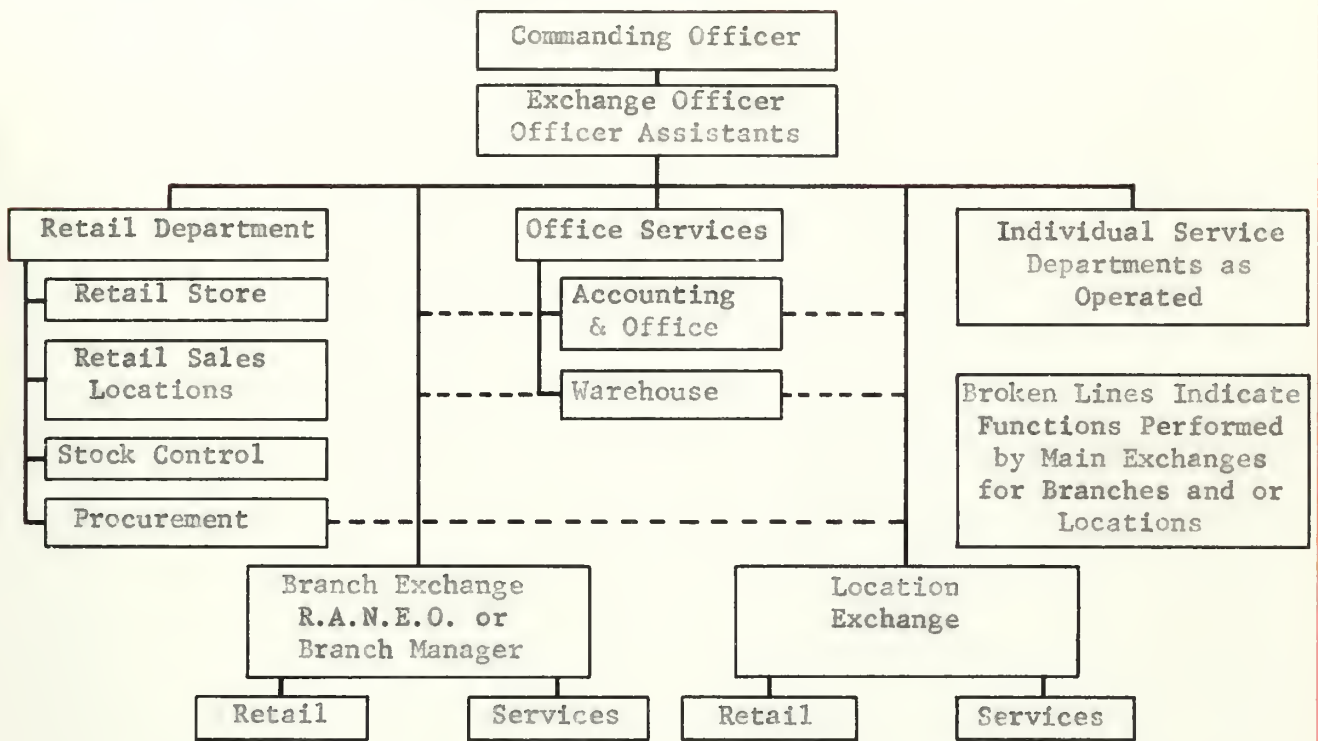 Commanding Officer
Exchange Officer
Officer Assistants
Retail Department
Retail Store
Retail Sales
Locations
Stock Control
Procurement
Office Services
Accounting
& Office
Warehouse
Individual Service
Departments as
Operated
Broken Lines Indicate
Functions Performed
by Main Exchanges
for Branches and or
Locations
Branch Exchange
R.A.N.E.O. or
Branch Manager
Retail
Services
Location
Exchange
Retail
Services